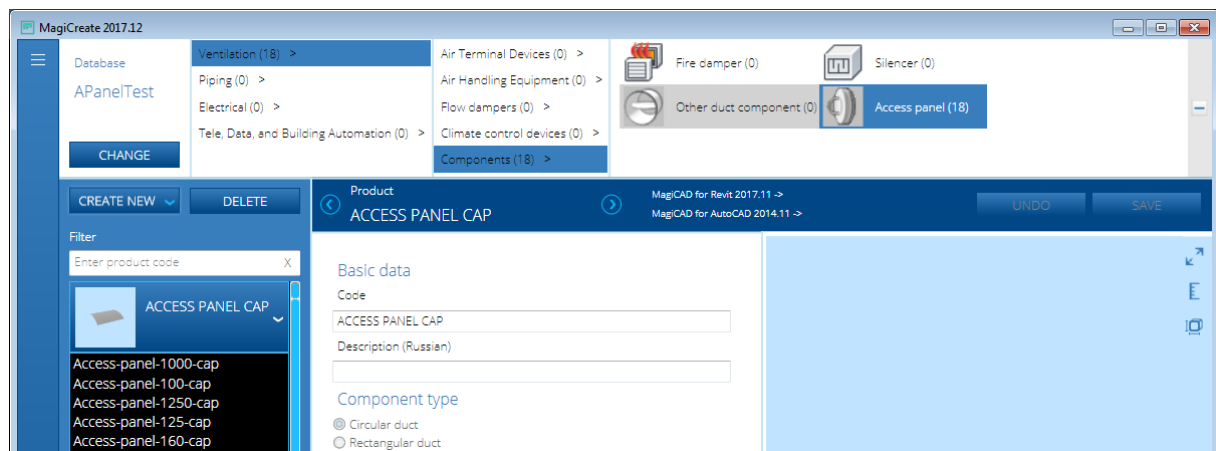 MagiCreate 2017.12
Database
APanelTest
CHANGE
Ventilation (18) >
Piping (0) >
Electrical (0) >
Tele, Data, and Building Automation (0) >
Air Terminal Devices (0) >
Air Handling Equipment (0) >
Flow dampers (0) >
Climate control devices (0) >
Components (18) >
Fire damper (0)
Silencer (0)
Other duct component (0)
Access panel (18)
CREATE NEW
DELETE
Filter
Enter product code X
ACCESS PANEL CAP
Access-panel-1000-cap
Access-panel-100-cap
Access-panel-1250-cap
Access-panel-125-cap
Access-panel-160-cap
Product
ACCESS PANEL CAP
MagiCAD for Revit 2017.11 ->
MagiCAD for AutoCAD 2014.11 ->
UNDO
SAVE
Basic data
Code
ACCESS PANEL CAP
Description (Russian)
Component type
Circular duct
Rectangular duct